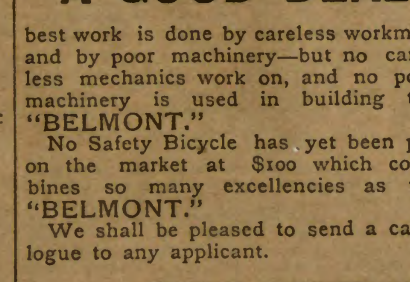 best work is done by careless workm
and by poor machinery—but no car
less mechanics work on, and no po
machinery is used in building t
“BELMONT.”
No Safety Bicycle has yet been p
on the market at $100 which co
bines so many excellencies as
“BELMONT.”
We shall be pleased to send a ca
logue to any applicant.